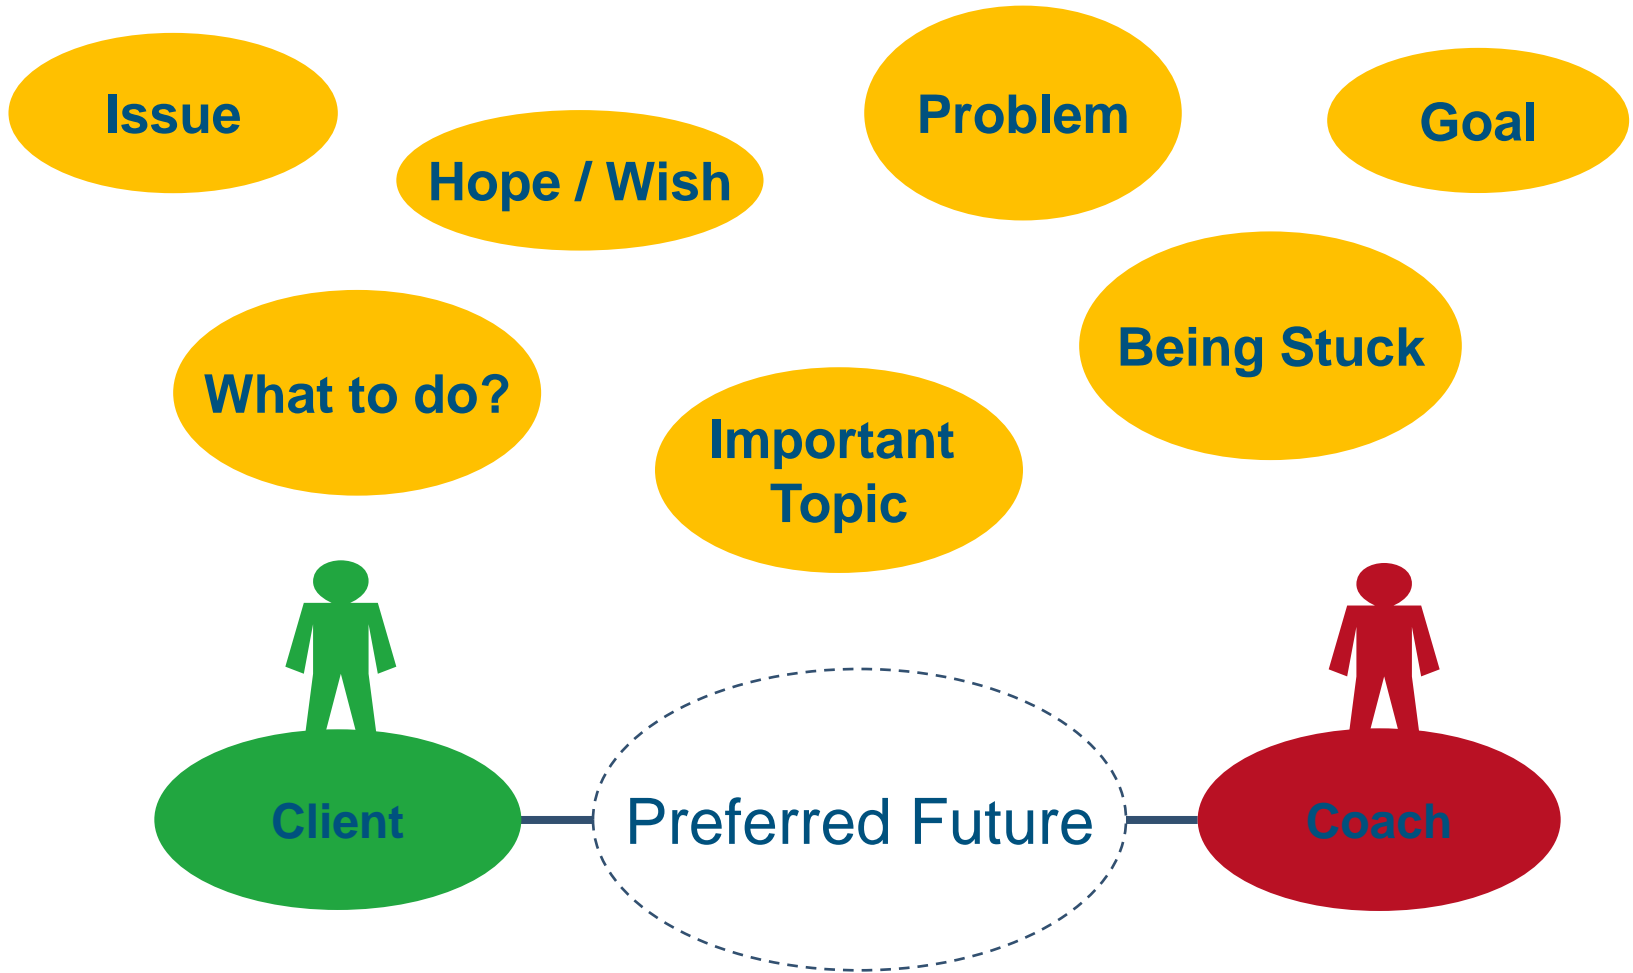 Issue
Hope / Wish
Problem
Goal
What to do?
Important
Topic
Being Stuck
Client
Preferred Future
Coach